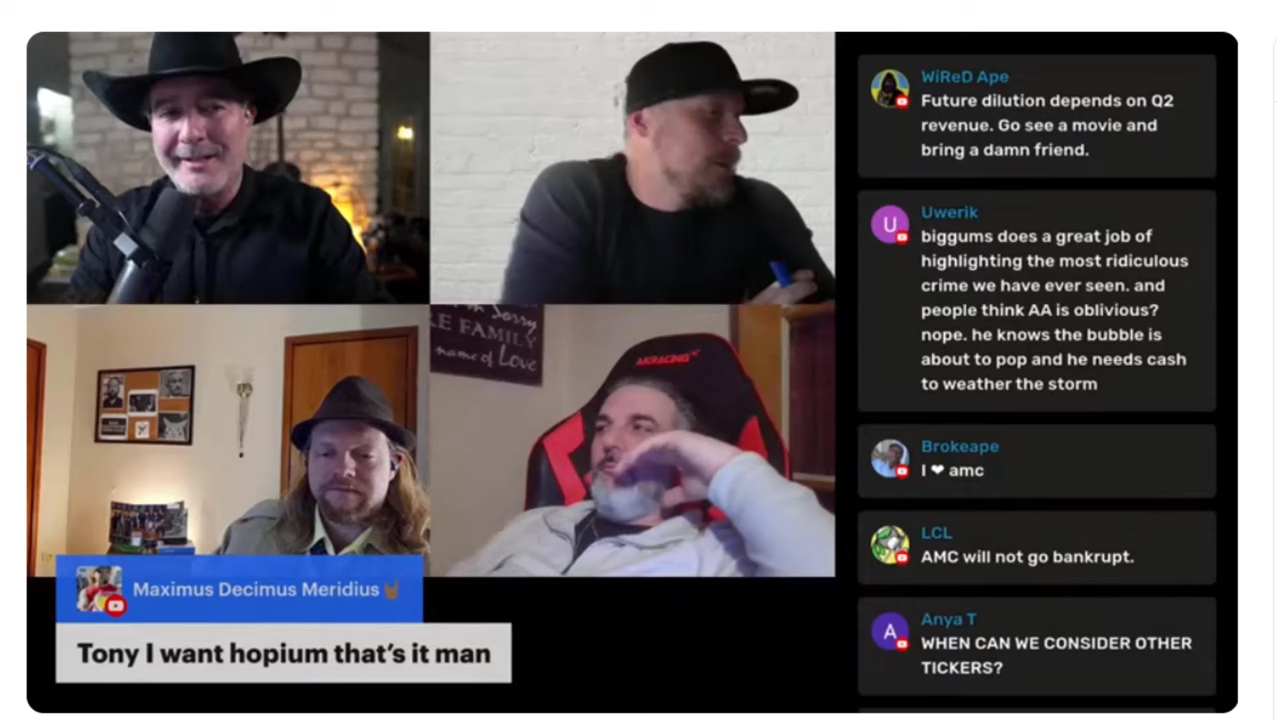 WiReD Ape
Future dilution depends on Q2
revenue. Go see a movie and
bring a damn friend.
U
Uwerik
biggums does a great job of
highlighting the most ridiculous
crime we have ever seen. and
people think AA is oblivious?
nope. he knows the bubble is
about to pop and he needs cash
to weather the storm
Brokeape
I ❤ amc
LCL
AMC will not go bankrupt.
A
Anya T
WHEN CAN WE CONSIDER OTHER
TICKERS?
Sorry
FAMILY
name of Love
AKRACING
Maximus Decimus Meridius🤘🏾
Tony I want hopium that's it man